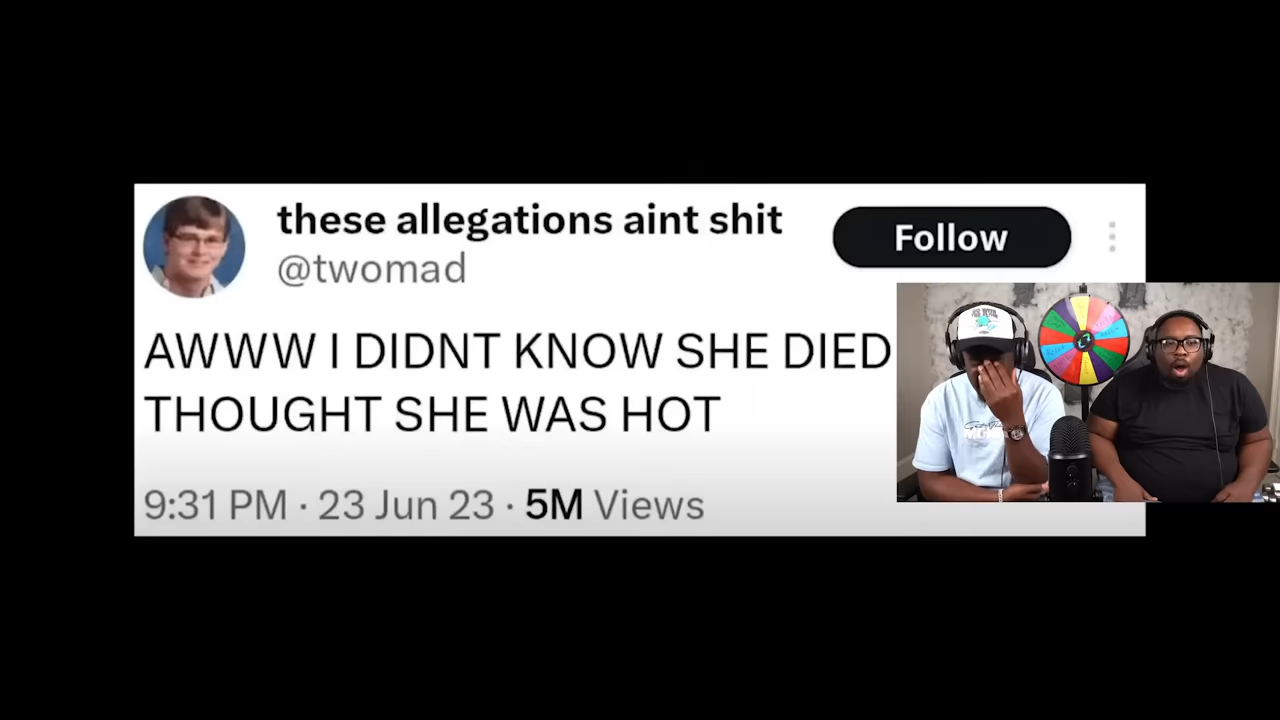 these allegations aint shit
Follow
@twomad
AWWW I DIDNT KNOW SHE DIED
THOUGHT SHE WAS HOT
9:31 PM · 23 Jun 23 · 5M Views